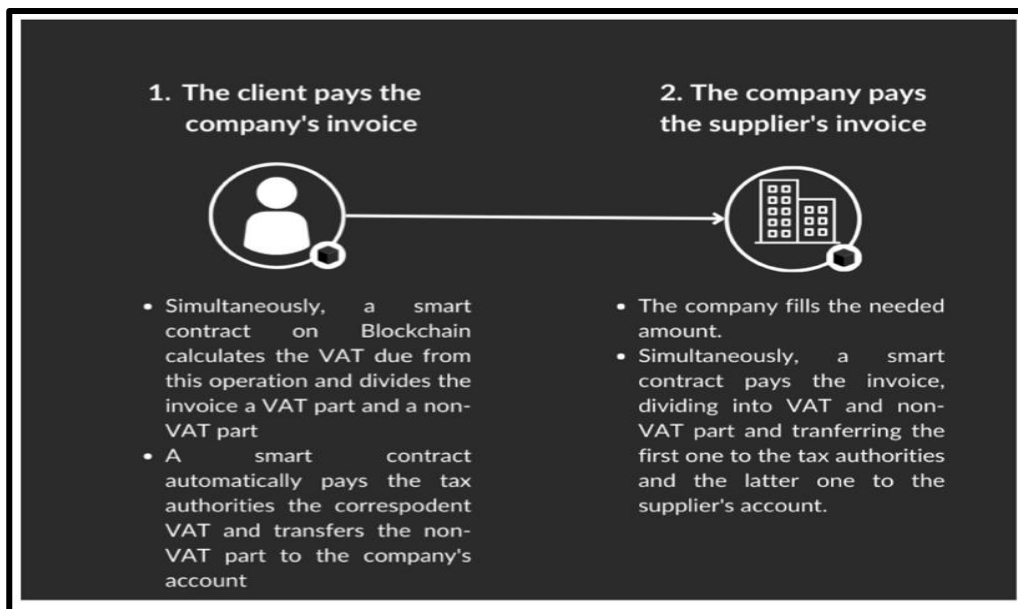 1. The client pays the
company's invoice
Simultaneously, a smart
contract on Blockchain
calculates the VAT due from
this operation and divides the
invoice a VAT part and a non-
VAT part
A smart contract
automatically pays the tax
authorities the correspodent
VAT and transfers the non-
VAT part to the company's
account
2. The company pays
the supplier's invoice
The company fills the needed
amount.
Simultaneously, a smart
contract pays the invoice,
dividing into VAT and non-
VAT part and tranferring the
first one to the tax authorities
and the latter one to the
supplier's account.